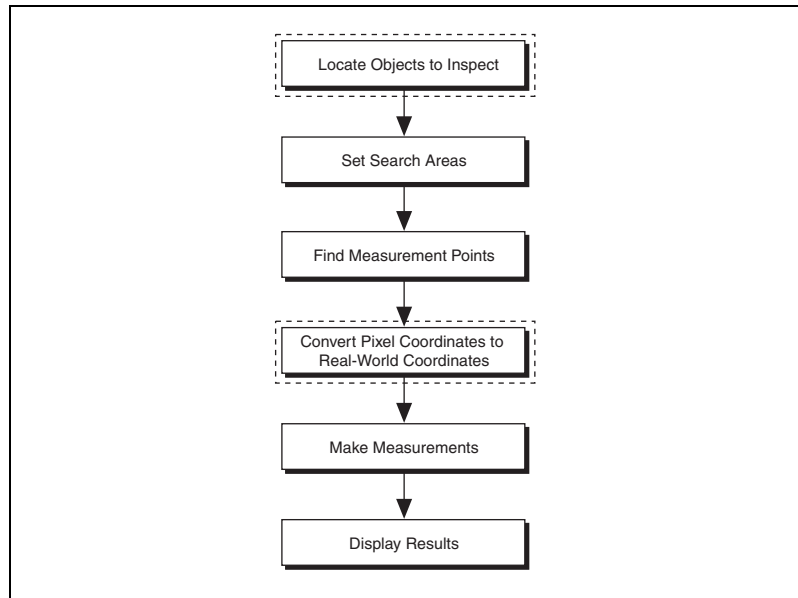 Locate Objects to Inspect
Set Search Areas
Find Measurement Points
Convert Pixel Coordinates to
Real-World Coordinates
Make Measurements
Display Results